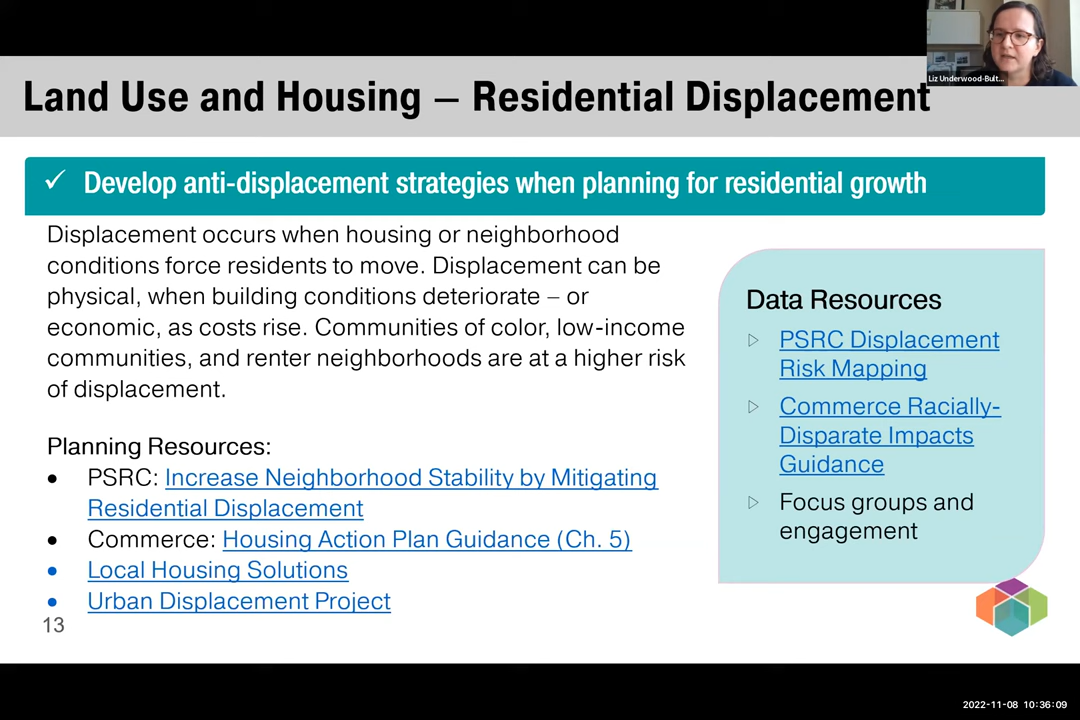 Liz Underwood-Bult...
Land Use and Housing – Residential Displacement
✓ Develop anti-displacement strategies when planning for residential growth
Displacement occurs when housing or neighborhood
conditions force residents to move. Displacement can be
physical, when building conditions deteriorate – or
economic, as costs rise. Communities of color, low-income
communities, and renter neighborhoods are at a higher risk
of displacement.
Planning Resources:
• PSRC: Increase Neighborhood Stability by Mitigating
Residential Displacement
• Commerce: Housing Action Plan Guidance (Ch. 5)
• Local Housing Solutions
• Urban Displacement Project
Data Resources
▷ PSRC Displacement
Risk Mapping
▷ Commerce Racially-
Disparate Impacts
Guidance
▷ Focus groups and
engagement
13
2022-11-08 10:36:09